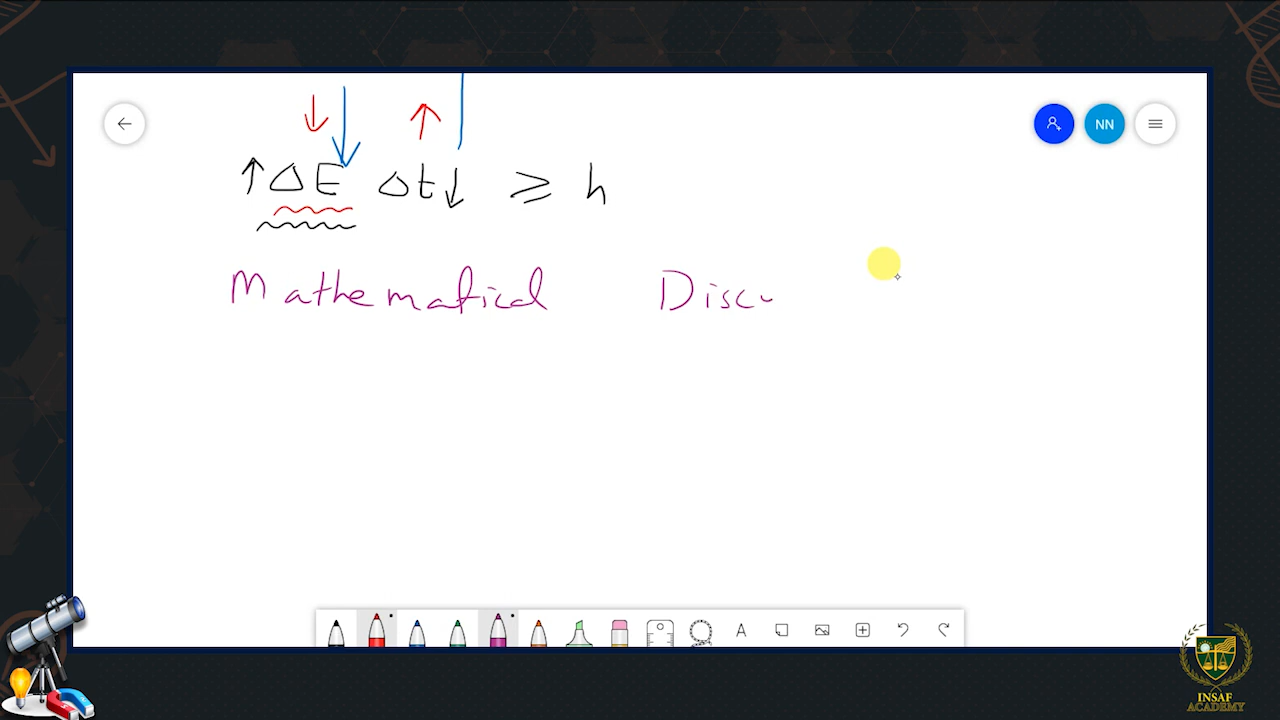 NN
↑ΔE Δt↓ ≥ h
Mathematical Discu
A
INSAF
ACADEMY